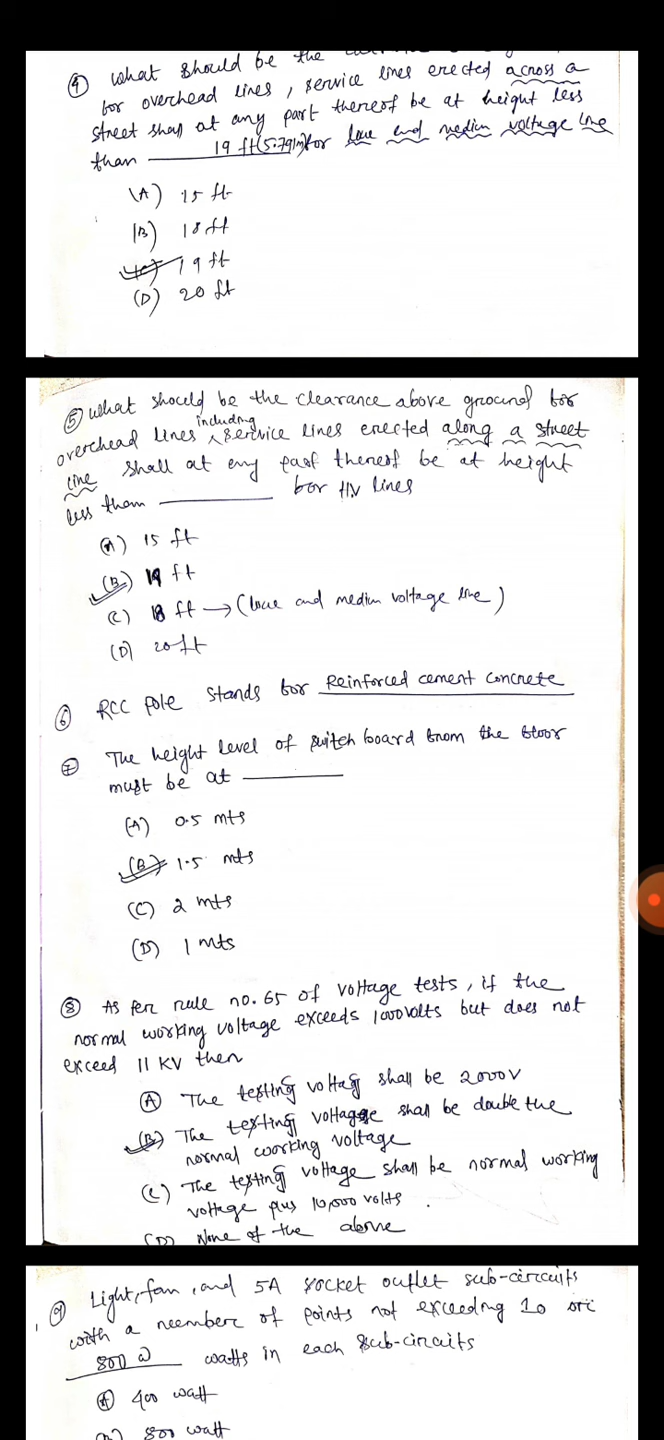 ④ What should be the
for overhead lines, service lines erected across a
street shall at any part thereof be at height less
than 19 ft(5.791m) for low and medium voltage line
(A) 15 ft
(B) 18 ft
(C) 19 ft
(D) 20 ft
⑤ What should be the clearance above ground for
overhead lines including service lines erected along a street
line shall at any part thereof be at height
less than ________ for HV lines
(A) 15 ft
(B) 19 ft
(C) 18 ft → (low and medium voltage line)
(D) 20 ft
⑥ RCC pole stands for Reinforced cement concrete
⑦ The height level of switch board from the floor
must be at ________
(A) 0.5 mts
(B) 1.5 mts
(C) 2 mts
(D) 1 mts
⑧ As per rule no. 65 of voltage tests, if the
normal working voltage exceeds 1000 volts but does not
exceed 11 KV then
(A) The testing voltag shall be 2000V
(B) The testing voltage shall be double the
normal working voltage
(C) The testing voltage shall be normal working
voltage plus 10,000 volts.
(D) None of the above
⑨ Light, fan, and 5A socket outlet sub-circuits
with a number of points not exceeding 10 or
800 W watts in each sub-circuits
(A) 400 watt
(B) 800 watt